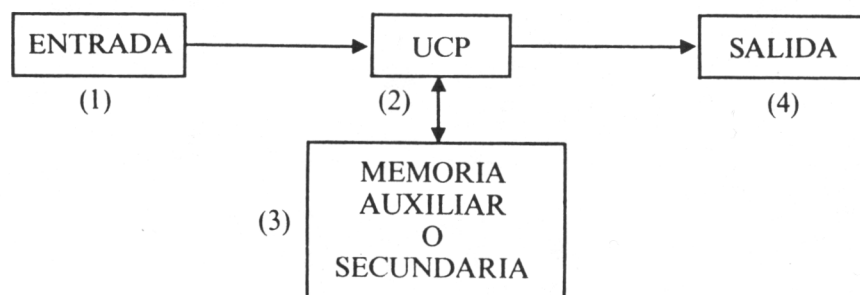 ENTRADA
UCP
SALIDA
(1)
(2)
(4)
MEMORIA
AUXILIAR
(3)
O
SECUNDARIA